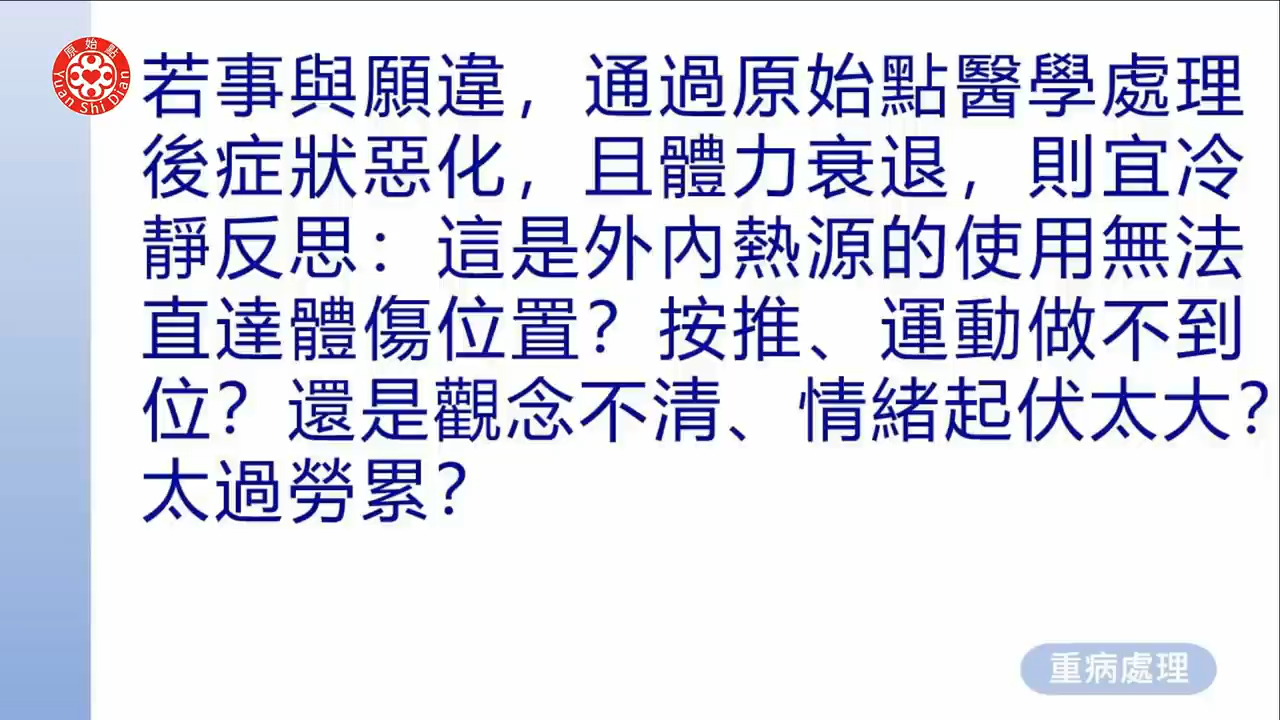 原始點
Yuan Shi Dian
若事與願違，通過原始點醫學處理
後症狀惡化，且體力衰退，則宜冷
靜反思：這是外內熱源的使用無法
直達體傷位置？按推、運動做不到
位？還是觀念不清、情緒起伏太大？
太過勞累？
重病處理